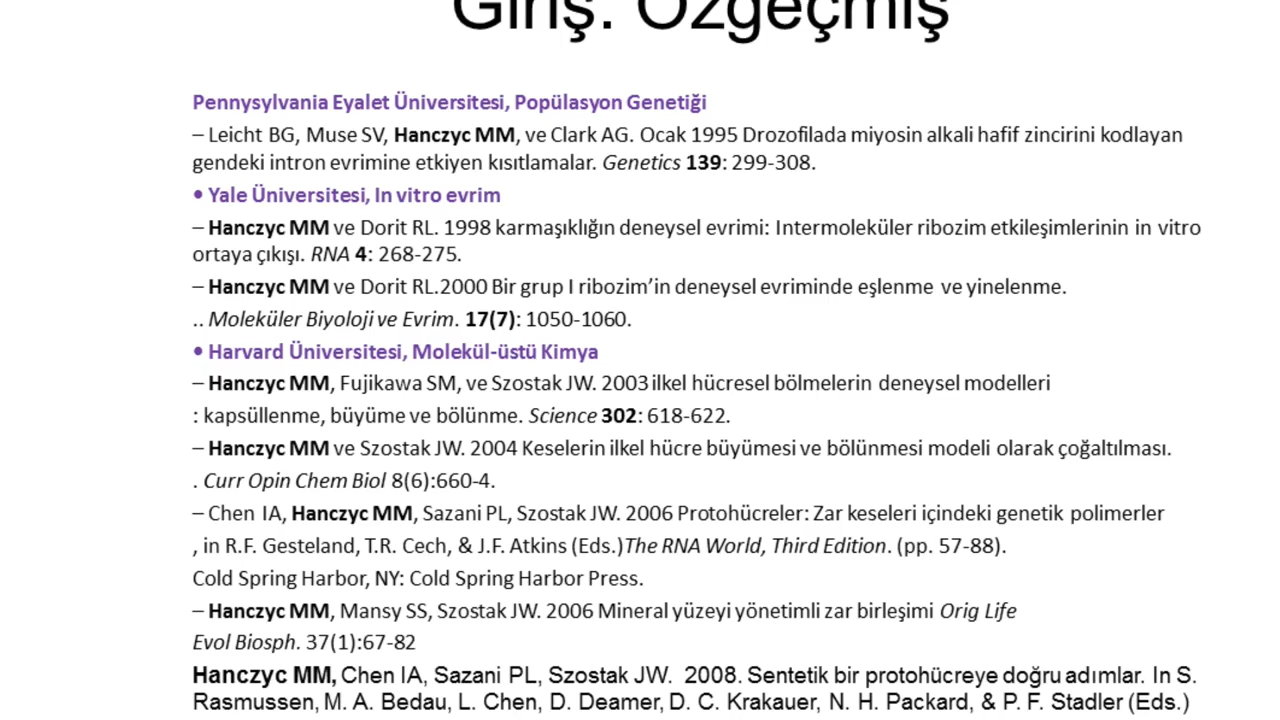 Giriş: Özgeçmiş
Pennysylvania Eyalet Üniversitesi, Popülasyon Genetiği
– Leicht BG, Muse SV, Hanczyc MM, ve Clark AG. Ocak 1995 Drozofilada miyosin alkali hafif zincirini kodlayan
gendeki intron evrimine etkiyen kısıtlamalar. Genetics 139: 299-308.
• Yale Üniversitesi, In vitro evrim
– Hanczyc MM ve Dorit RL. 1998 karmaşıklığın deneysel evrimi: Intermoleküler ribozim etkileşimlerinin in vitro
ortaya çıkışı. RNA 4: 268-275.
– Hanczyc MM ve Dorit RL.2000 Bir grup I ribozim’in deneysel evriminde eşlenme ve yinelenme.
.. Moleküler Biyoloji ve Evrim. 17(7): 1050-1060.
• Harvard Üniversitesi, Molekül-üstü Kimya
– Hanczyc MM, Fujikawa SM, ve Szostak JW. 2003 ilkel hücresel bölmelerin deneysel modelleri
: kapsüllenme, büyüme ve bölünme. Science 302: 618-622.
– Hanczyc MM ve Szostak JW. 2004 Keselerin ilkel hücre büyümesi ve bölünmesi modeli olarak çoğaltılması.
. Curr Opin Chem Biol 8(6):660-4.
– Chen IA, Hanczyc MM, Sazani PL, Szostak JW. 2006 Protohücreler: Zar keseleri içindeki genetik polimerler
, in R.F. Gesteland, T.R. Cech, & J.F. Atkins (Eds.)The RNA World, Third Edition. (pp. 57-88).
Cold Spring Harbor, NY: Cold Spring Harbor Press.
– Hanczyc MM, Mansy SS, Szostak JW. 2006 Mineral yüzeyi yönetimli zar birleşimi Orig Life
Evol Biosph. 37(1):67-82
Hanczyc MM, Chen IA, Sazani PL, Szostak JW. 2008. Sentetik bir protohücreye doğru adımlar. In S.
Rasmussen, M. A. Bedau, L. Chen, D. Deamer, D. C. Krakauer, N. H. Packard, & P. F. Stadler (Eds.)